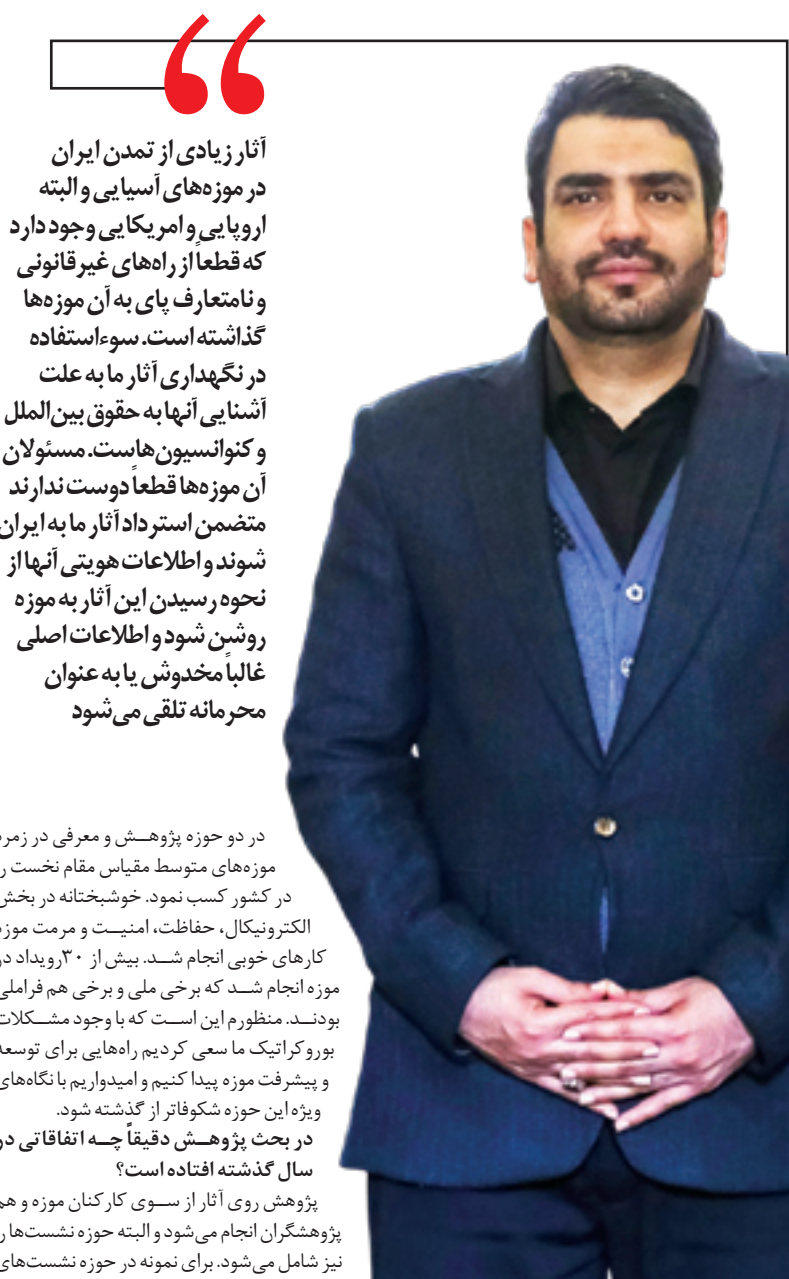 آثار زیادی از تمدن ایران
در موزه‌های آسیایی و البته
اروپایی و امریکایی وجود دارد
که قطعاً از راه‌های غیرقانونی
و نامتعارف پای به آن موزه‌ها
گذاشته است. سوءاستفاده
در نگهداری آثار ما به علت
آشنایی آنها به حقوق بین‌الملل
و کنوانسیون‌هاست. مسئولان
آن موزه‌ها قطعاً دوست ندارند
متضمن استرداد آثار ما به ایران
شوند و اطلاعات هویتی آنها از
نحوه رسیدن این آثار به موزه
روشن شود و اطلاعات اصلی
غالباً مخدوش یا به عنوان
محرمانه تلقی می‌شود
در دو حوزه پژوهش و معرفی در زمر
موزه‌های متوسط مقیاس مقام نخست ر
در کشور کسب نمود. خوشبختانه در بخش
الکترونیکال، حفاظت، امنیت و مرمت موزه
کارهای خوبی انجام شد. بیش از ۳۰رویداد در
موزه انجام شد که برخی ملی و برخی هم فراملی
بودند. منظورم این است که با وجود مشکلات
بوروکراتیک ما سعی کردیم راه‌هایی برای توسعه
و پیشرفت موزه پیدا کنیم و امیدواریم با نگاه‌های
ویژه این حوزه شکوفاتر از گذشته شود.
در بحث پژوهش دقیقاً چه اتفاقاتی در
سال گذشته افتاده است؟
پژوهش روی آثار از سوی کارکنان موزه و هم
پژوهشگران انجام می‌شود و البته حوزه نشست‌ها ر
نیز شامل می‌شود. برای نمونه در حوزه نشست‌های